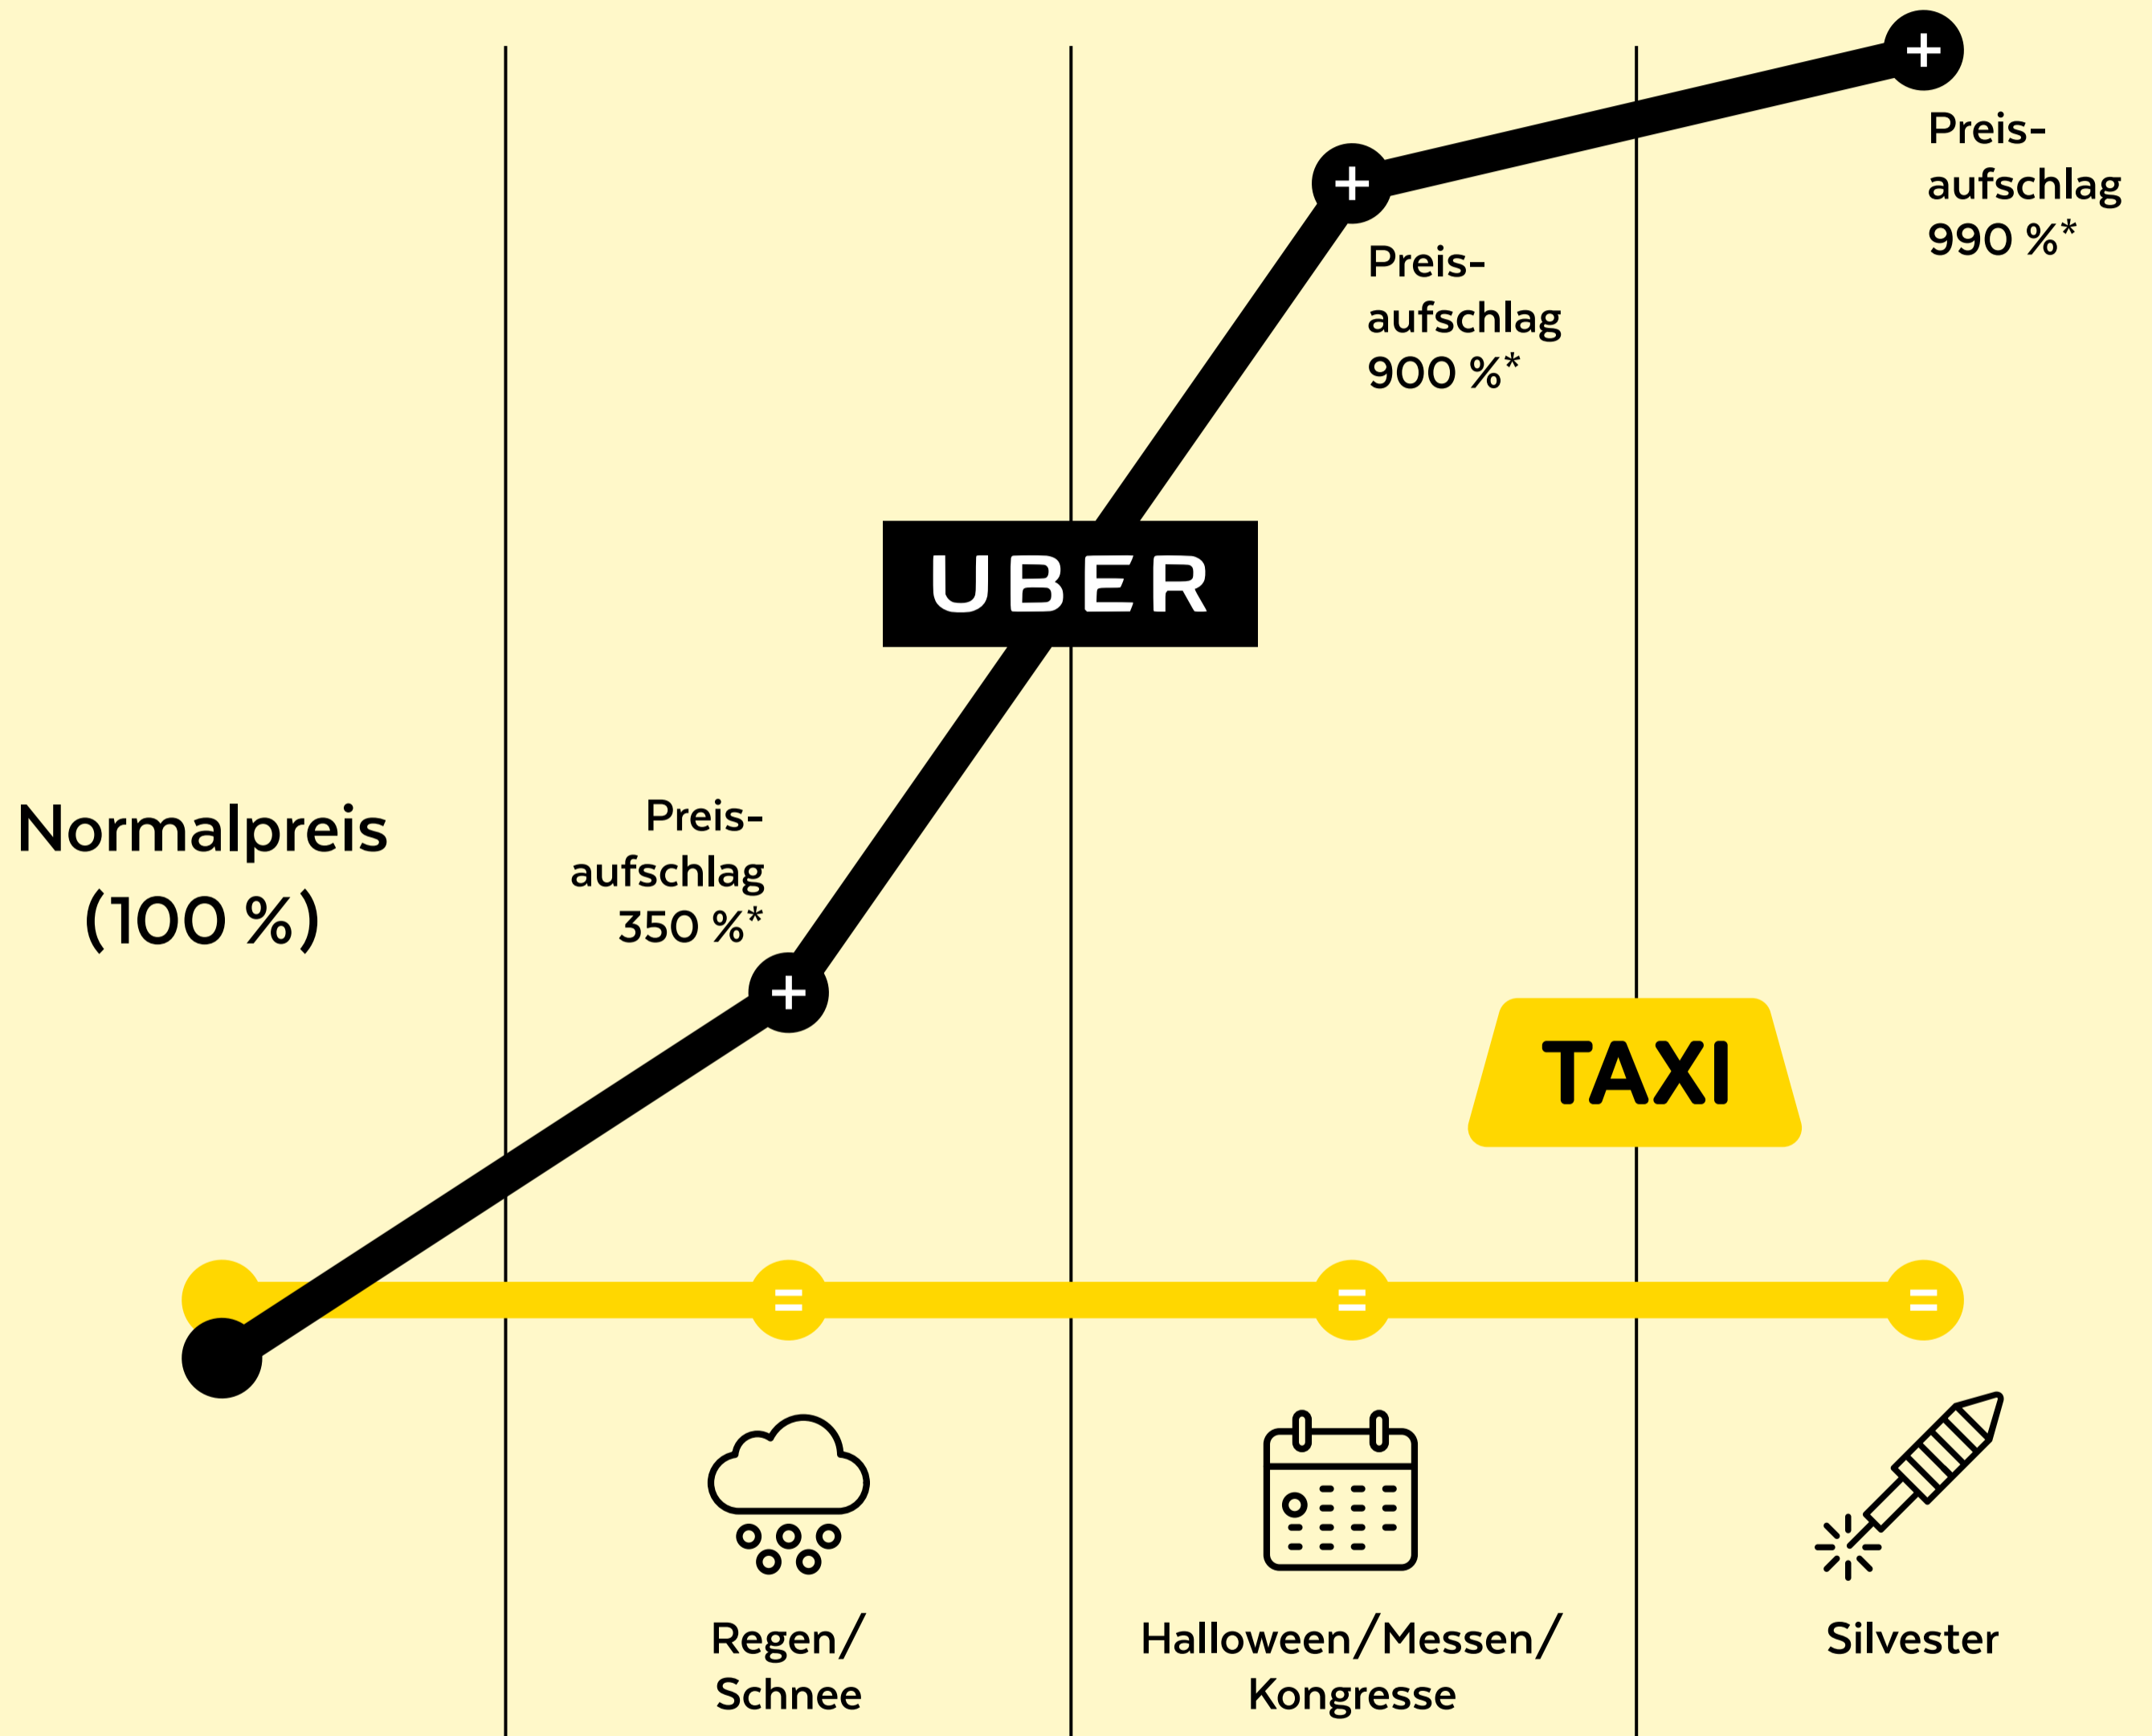 Preis-
aufschlag
990 %*
Preis-
aufschlag
900 %*
UBER
Normalpreis
(100 %)
Preis-
aufschlag
350 %*
+
+
+
TAXI
=
=
=
Regen/
Schnee
Halloween/Messen/
Kongresse
Silvester